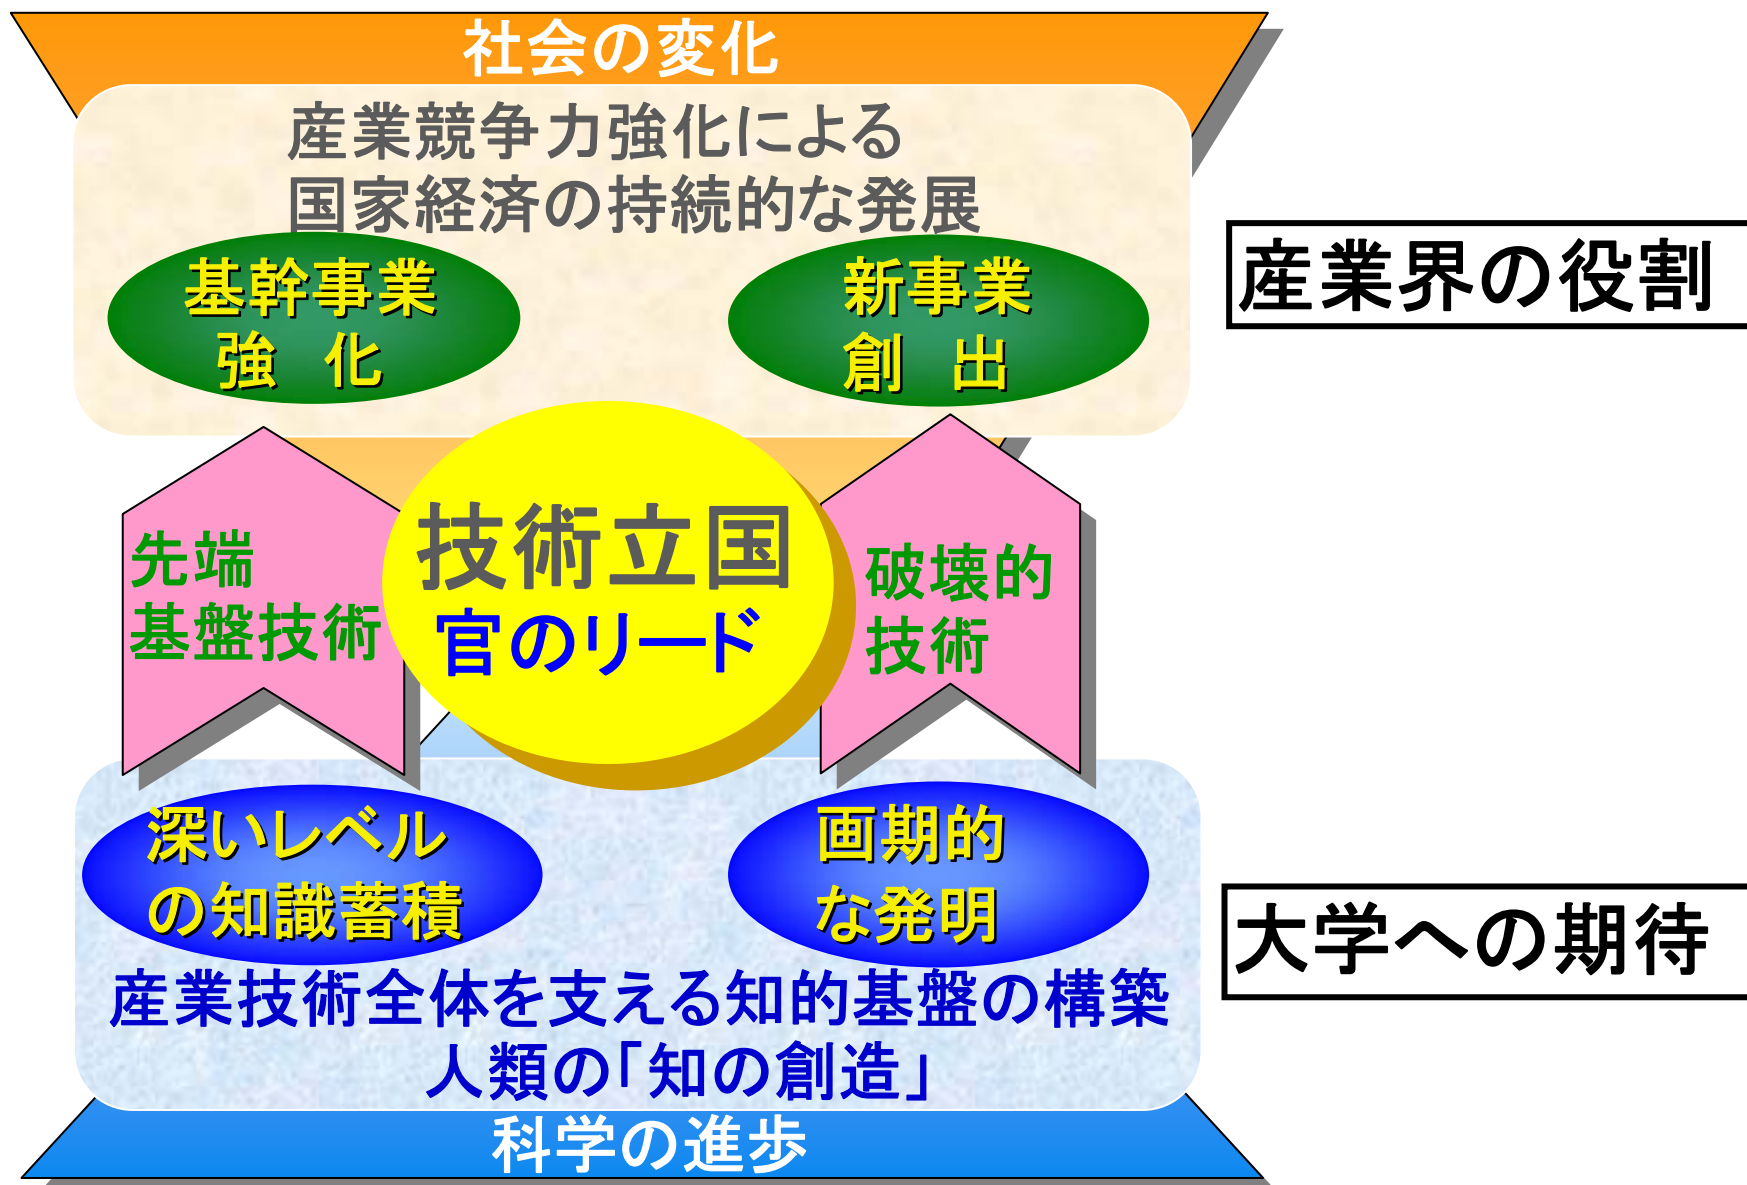 社会の変化
産業競争力強化による
国家経済の持続的な発展
産業界の役割
基幹事業
強 化
新事業
創 出
技術立国
官のリード
先端
基盤技術
破壊的
技術
深いレベル
の知識蓄積
画期的
な発明
大学への期待
産業技術全体を支える知的基盤の構築
人類の「知の創造」
科学の進歩